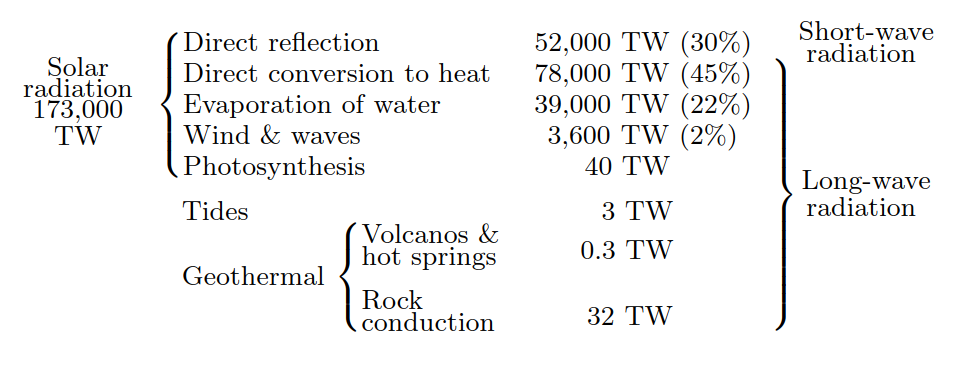 Solar
radiation
173,000
TW
Direct reflection 52,000 TW (30%)
Direct conversion to heat 78,000 TW (45%)
Evaporation of water 39,000 TW (22%)
Wind & waves 3,600 TW (2%)
Photosynthesis 40 TW
Tides 3 TW
Geothermal
Volcanos &
hot springs
0.3 TW
Rock
conduction
32 TW
Short-wave
radiation
Long-wave
radiation